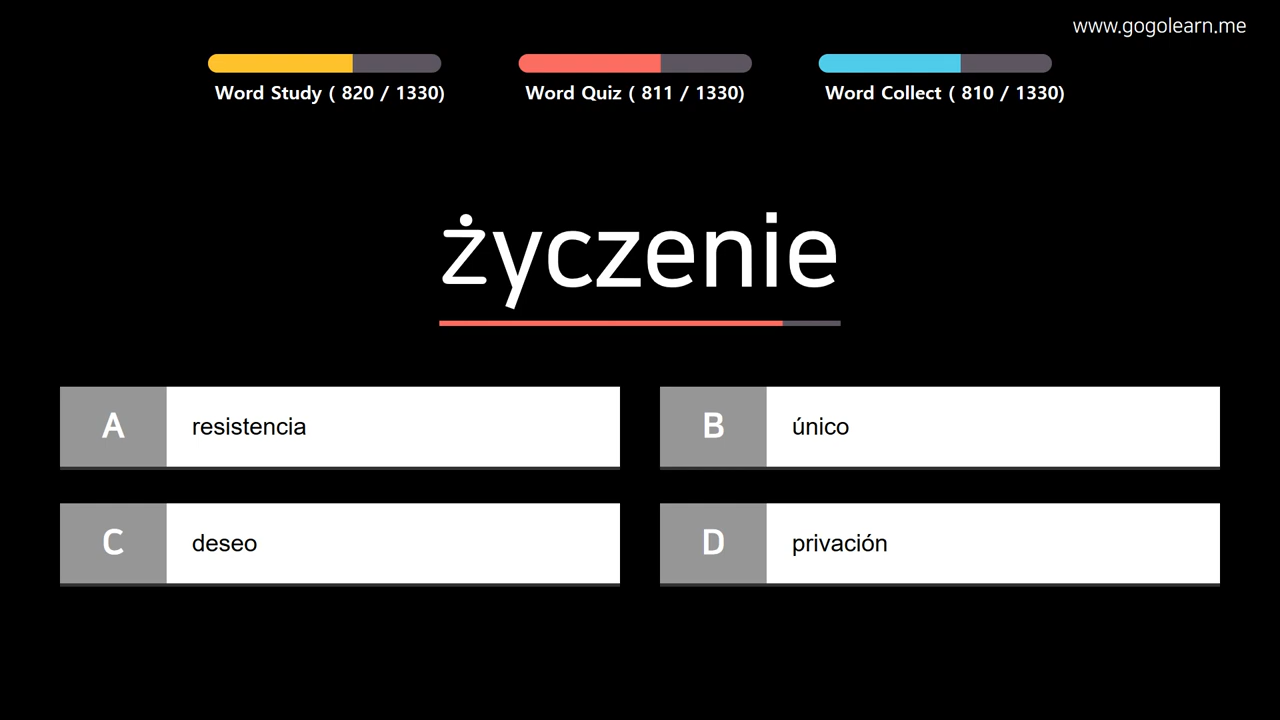 www.gogolearn.me
Word Study ( 820 / 1330)
Word Quiz ( 811 / 1330)
Word Collect ( 810 / 1330)
życzenie
A resistencia
B único
C deseo
D privación